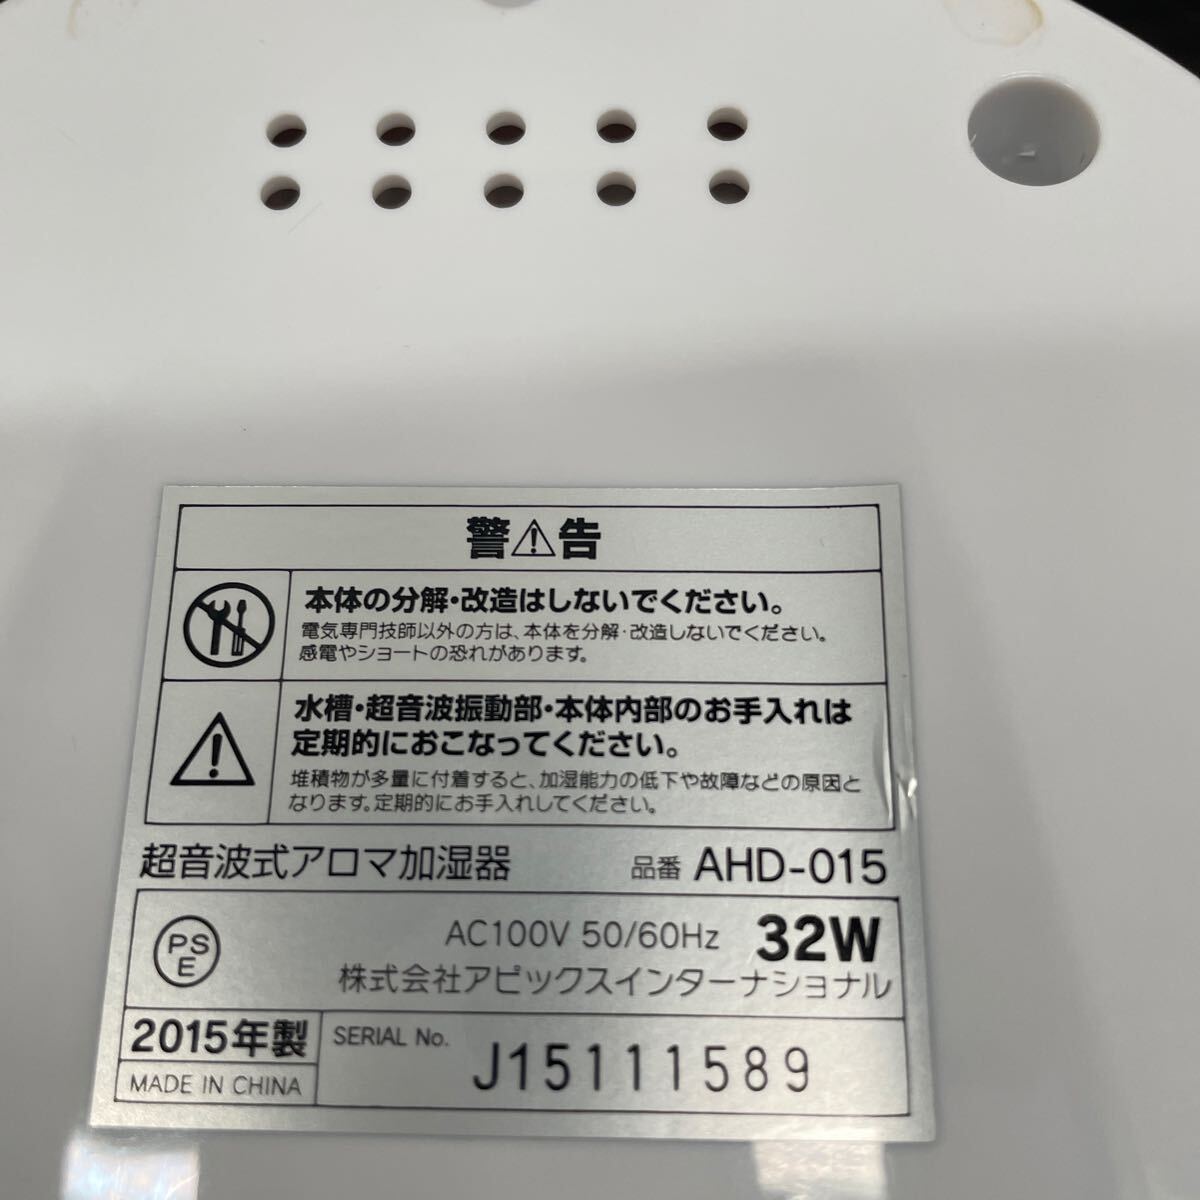 警⚠告
本体の分解・改造はしないでください。
電気専門技師以外の方は、本体を分解・改造しないでください。
感電やショートの恐れがあります。
水槽・超音波振動部・本体内部のお手入れは
定期的におこなってください。
堆積物が多量に付着すると、加湿能力の低下や故障などの原因と
なります。定期的にお手入れしてください。
超音波式アロマ加湿器 品番 AHD-015
PS
E
AC100V 50/60Hz 32W
株式会社アピックスインターナショナル
2015年製
MADE IN CHINA
SERIAL No. J15111589